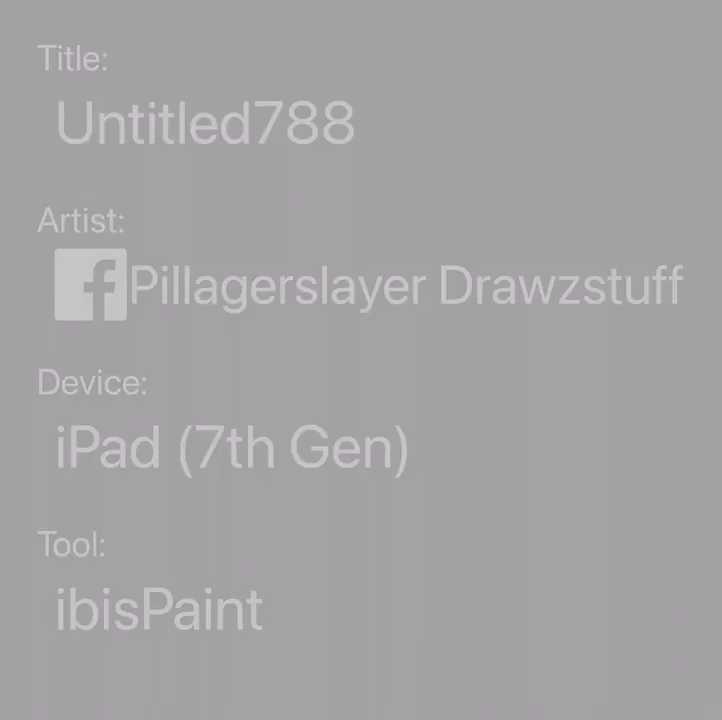 Title:
Untitled788
Artist:
Pillagerslayer Drawzstuff
Device:
iPad (7th Gen)
Tool:
ibisPaint